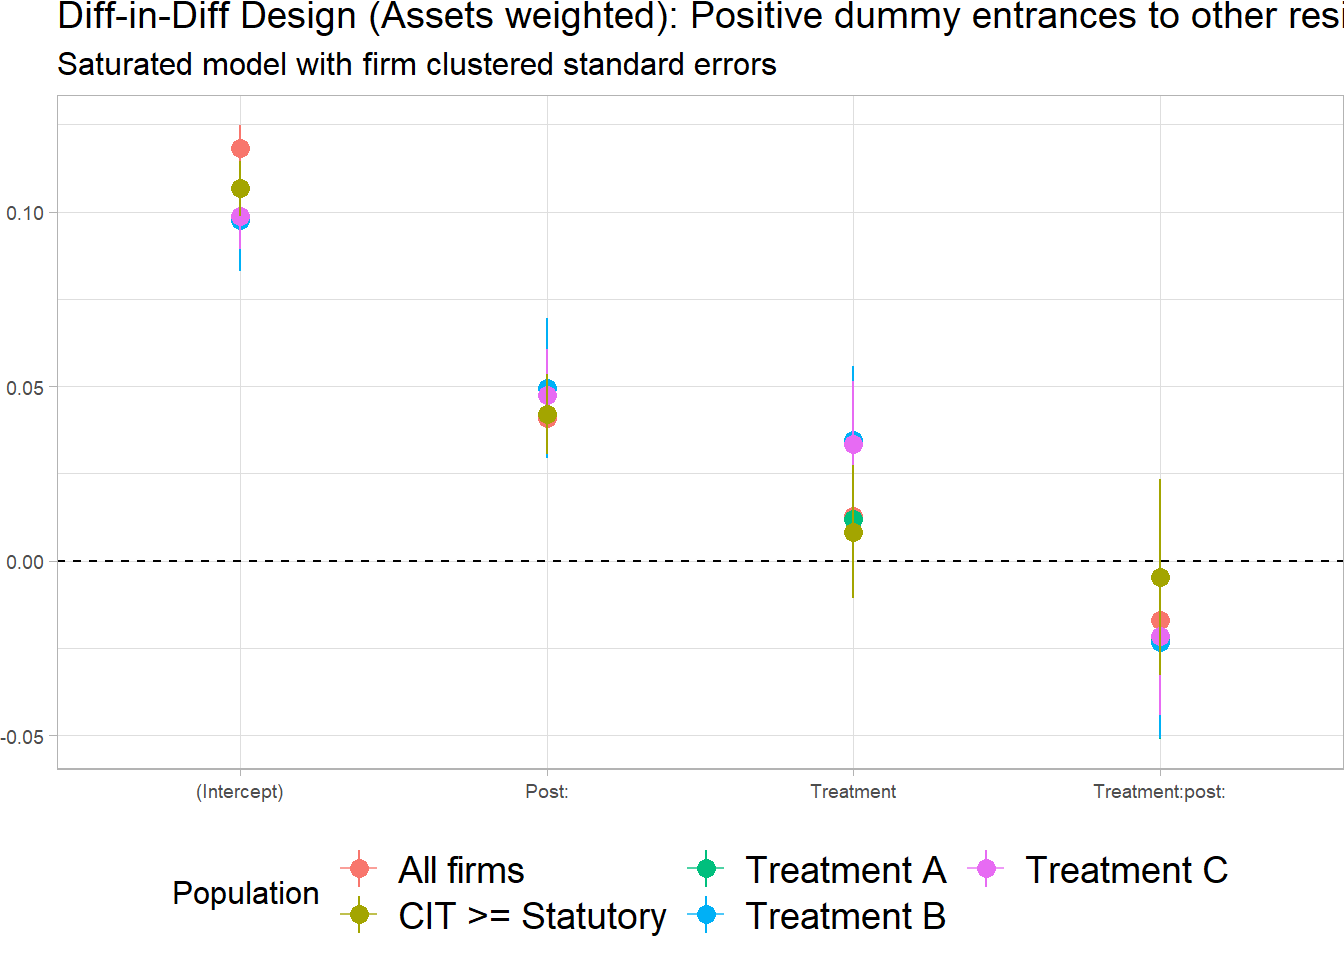 Diff-in-Diff Design (Assets weighted): Positive dummy entrances to other resi
Saturated model with firm clustered standard errors
0.10
0.05
0.00
-0.05
(Intercept)
Post:
Treatment
Treatment:post:
Population
All firms
Treatment A
Treatment C
CIT >= Statutory
Treatment B